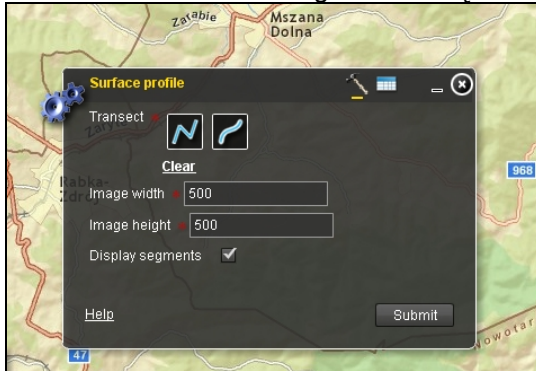 Zarabie
Mszana
Dolna
Surface profile
Transect *
Zary
Clear
968
Rabka-
Zdrój
Image width * 500
Image height * 500
Display segments
Help
Submit
Nowotar
47